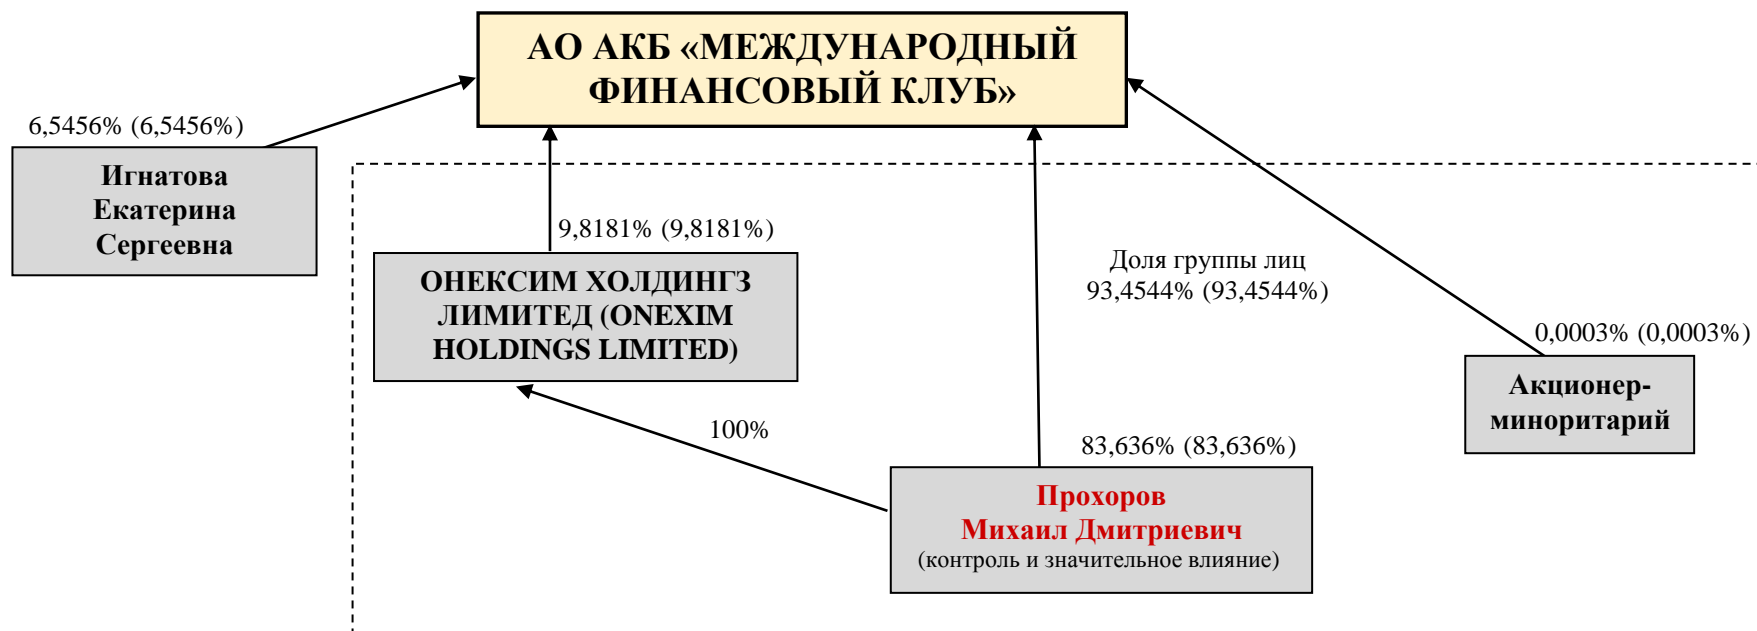 АО АКБ «МЕЖДУНАРОДНЫЙ
ФИНАНСОВЫЙ КЛУБ»
6,5456% (6,5456%)
Игнатова
Екатерина
Сергеевна
9,8181% (9,8181%)
ОНЕКСИМ ХОЛДИНГЗ
ЛИМИТЕД (ONEXIM
HOLDINGS LIMITED)
Доля группы лиц
93,4544% (93,4544%)
0,0003% (0,0003%)
Акционер-
миноритарий
100%
83,636% (83,636%)
Прохоров
Михаил Дмитриевич
(контроль и значительное влияние)